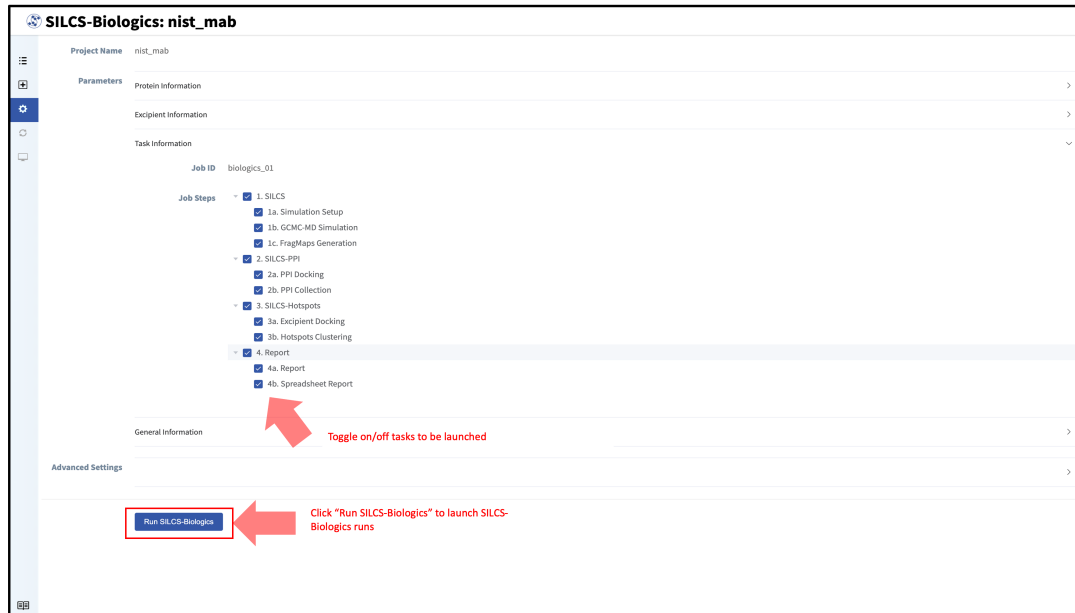 SILCS-Biologics: nist_mab
Project Name nist_mab
Parameters Protein Information
Excipient Information
Task Information
Job ID biologics_01
Job Steps 1. SILCS
1a. Simulation Setup
1b. GCMC-MD Simulation
1c. FragMaps Generation
2. SILCS-PPI
2a. PPI Docking
2b. PPI Collection
3. SILCS-Hotspots
3a. Excipient Docking
3b. Hotspots Clustering
4. Report
4a. Report
4b. Spreadsheet Report
Toggle on/off tasks to be launched
General Information
Advanced Settings
Run SILCS-Biologics
Click “Run SILCS-Biologics” to launch SILCS-
Biologics runs